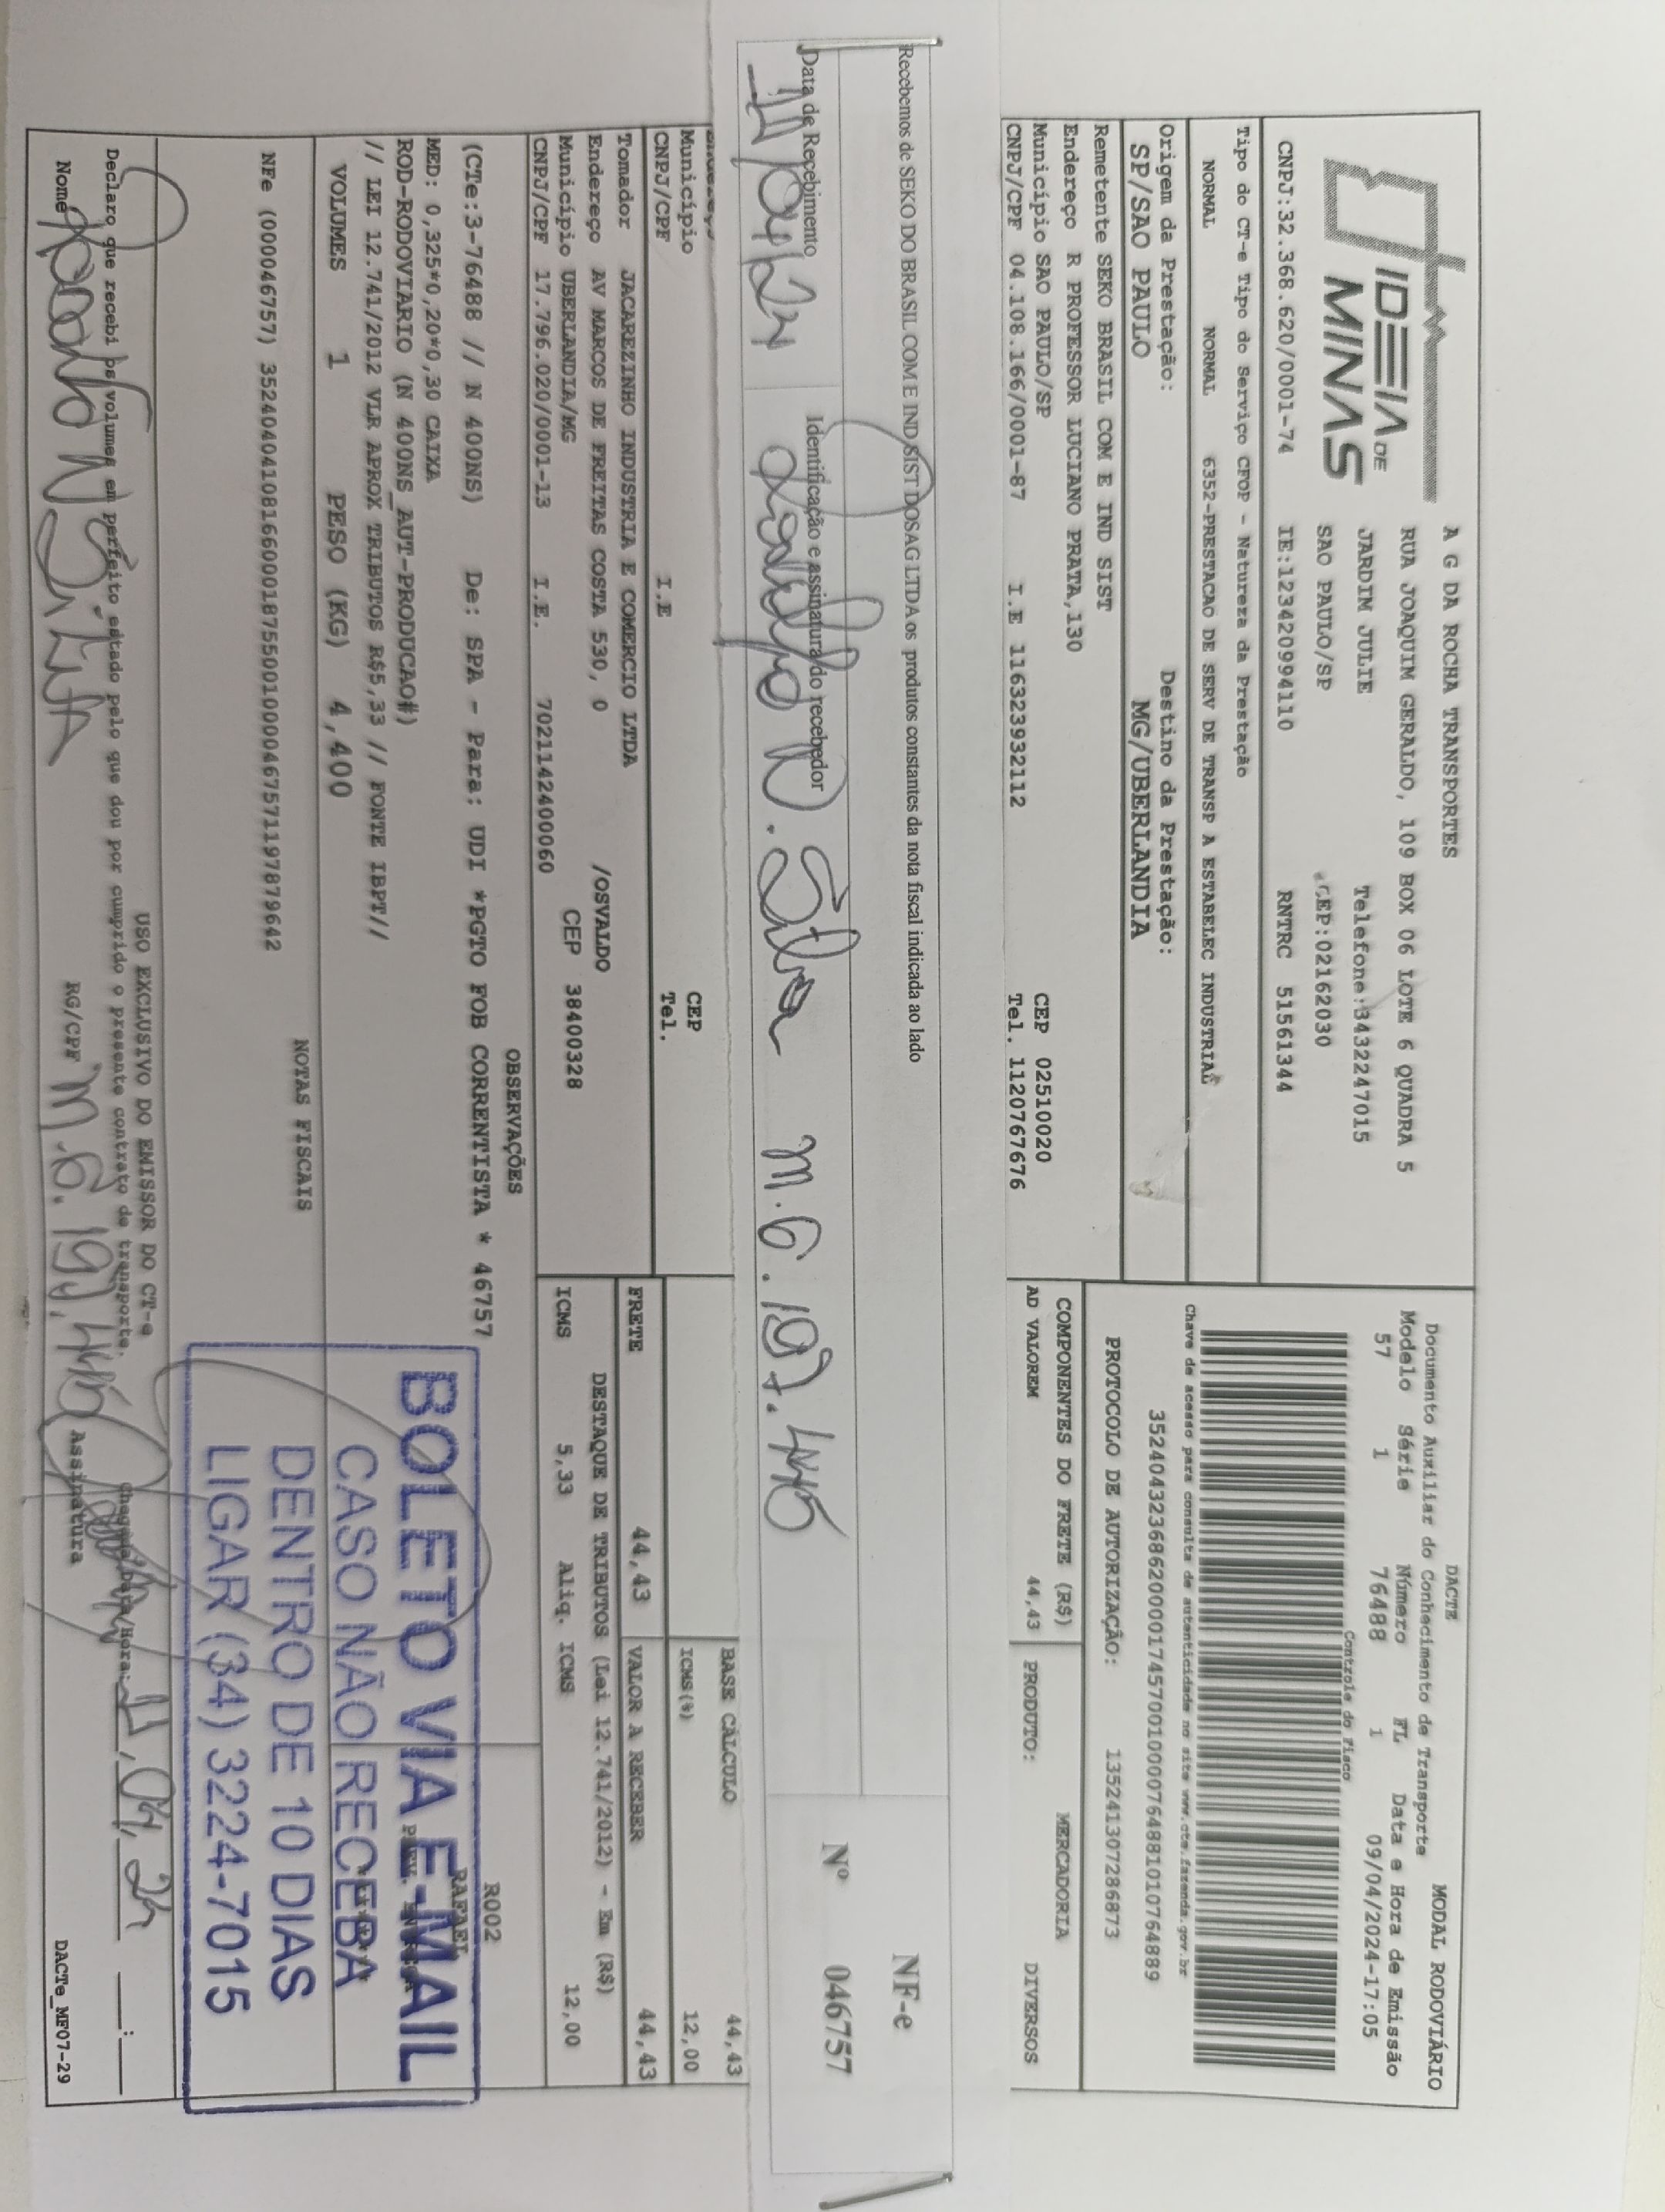 IDEIA DE
MINAS
A G DA ROCHA TRANSPORTES
RUA JOAQUIM GERALDO, 109 BOX 06 LOTE 6 QUADRA 5
JARDIM JULIE Telefone:3432247015
SAO PAULO/SP CEP:02162030
CNPJ:32.368.620/0001-74 IE:123420994110 RNTRC 51561344
DACTE MODAL RODOVIÁRIO
Documento Auxiliar do Conhecimento de Transporte
Modelo Série Número FL Data e Hora de Emissão
57 1 76488 1 09/04/2024-17:05
Controle do Fisco
Tipo do CT-e Tipo do Serviço CFOP - Natureza da Prestação
NORMAL NORMAL 6352-PRESTACAO DE SERV DE TRANSP A ESTABELEC INDUSTRIAL
Chave de acesso para consulta de autenticidade no site www.cte.fazenda.gov.br
35240432368620000174570010000764881010764889
Origem da Prestação: Destino da Prestação:
SP/SAO PAULO MG/UBERLANDIA
PROTOCOLO DE AUTORIZAÇÃO: 135241307286873
Remetente SEKO BRASIL COM E IND SIST
Endereço R PROFESSOR LUCIANO PRATA,130
Município SAO PAULO/SP CEP 02510020
CNPJ/CPF 04.108.166/0001-87 I.E 116323932112 Tel. 1120767676
COMPONENTES DO FRETE (R$) MERCADORIA
AD VALOREM 44,43 PRODUTO: DIVERSOS
Recebemos de SEKO DO BRASIL COM E IND SIST DOSAG LTDA os produtos constantes da nota fiscal indicada ao lado
NF-e
Nº 046757
Data de Recebimento Identificação e assinatura do recebedor
11/04/24 Silva M.G. 197.445
Município CEP
CNPJ/CPF I.E Tel.
BASE CÁLCULO 44,43
ICMS(%) 12,00
Tomador JACAREZINHO INDUSTRIA E COMERCIO LTDA
Endereço AV MARCOS DE FREITAS COSTA 530, 0 /OSVALDO
Município UBERLANDIA/MG CEP 38400328
CNPJ/CPF 17.796.020/0001-13 I.E. 7021142400060
FRETE 44,43 VALOR A RECEBER 44,43
DESTAQUE DE TRIBUTOS (Lei 12.741/2012) - Em (R$)
ICMS 5,33 Aliq. ICMS 12,00
OBSERVAÇÕES
(CTe:3-76488 // N 400NS) De: SPA - Para: UDI *PGTO FOB CORRENTISTA * 46757
MED: 0,325*0,20*0,30 CAIXA
ROD-RODOVIARIO (N 400NS_AUT-PRODUCAO#)
// LEI 12.741/2012 VLR APROX TRIBUTOS R$5,33 // FONTE IBPT//
R002
RAFAEL
VOLUMES 1 PESO (KG) 4,400
NOTAS FISCAIS
NFe (000046757) 35240404108166000187550010000467571197879642
BOLETO VIA E-MAIL
CASO NÃO RECEBA
DENTRO DE 10 DIAS
LIGAR (34) 3224-7015
USO EXCLUSIVO DO EMISSOR DO CT-e
Declaro que recebi os volumes em perfeito estado pelo que dou por cumprido o presente contrato de transporte.
Chegada Data/Hora: 11, 04, 24 __:__
Nome RG/CPF M.G. 197.445 Assinatura
DACTe_MF07-29